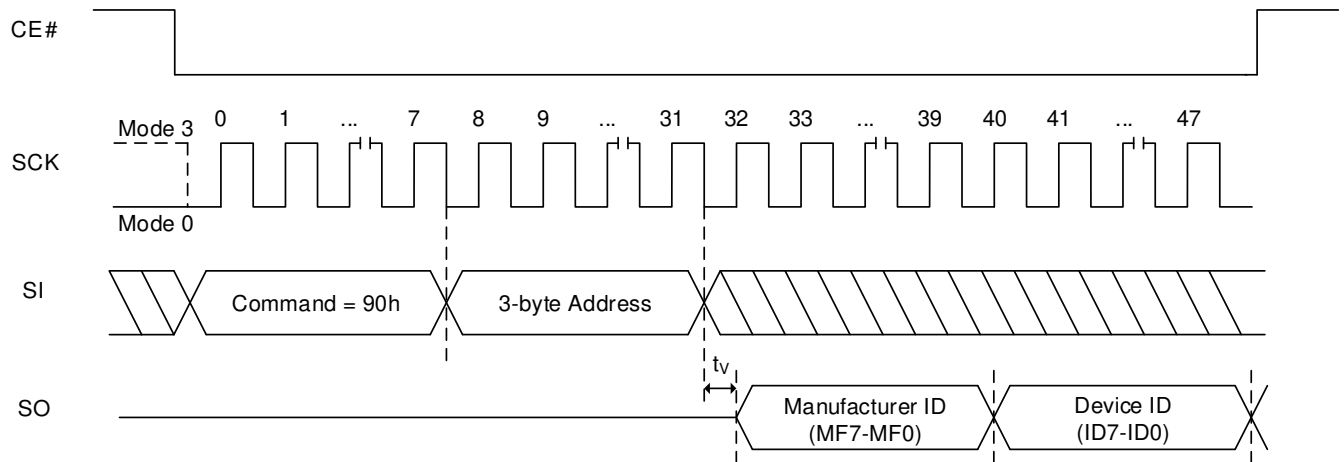 CE#
Mode 3
0 1 ... 7 8 9 ... 31 32 33 ... 39 40 41 ... 47
SCK
Mode 0
SI
Command = 90h
3-byte Address
tV
SO
Manufacturer ID
(MF7-MF0)
Device ID
(ID7-ID0)